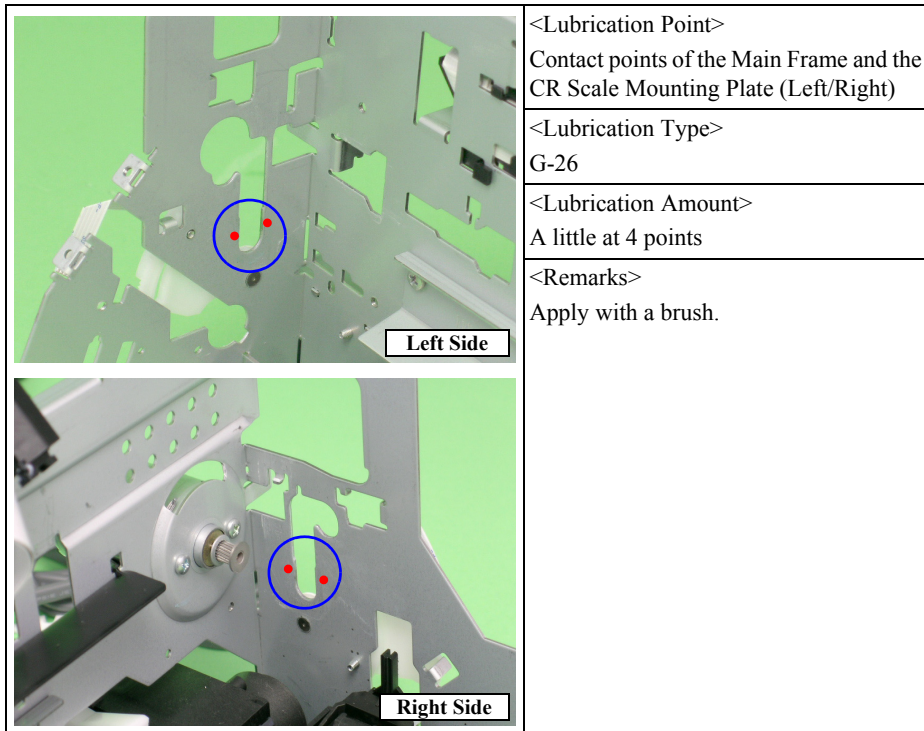 <Lubrication Point>
Contact points of the Main Frame and the
CR Scale Mounting Plate (Left/Right)
<Lubrication Type>
G-26
<Lubrication Amount>
A little at 4 points
<Remarks>
Apply with a brush.
Left Side
Right Side